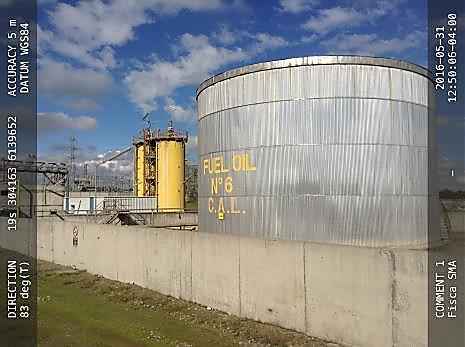 DIRECTION 19s 304163 6139652 ACCURACY 5 m
83 deg(T) DATUM WGS84
FUEL OIL
N°6
C.A.L.
COMMENT 1 2016-05-31
Fisca SMA 12:50:06-04:00